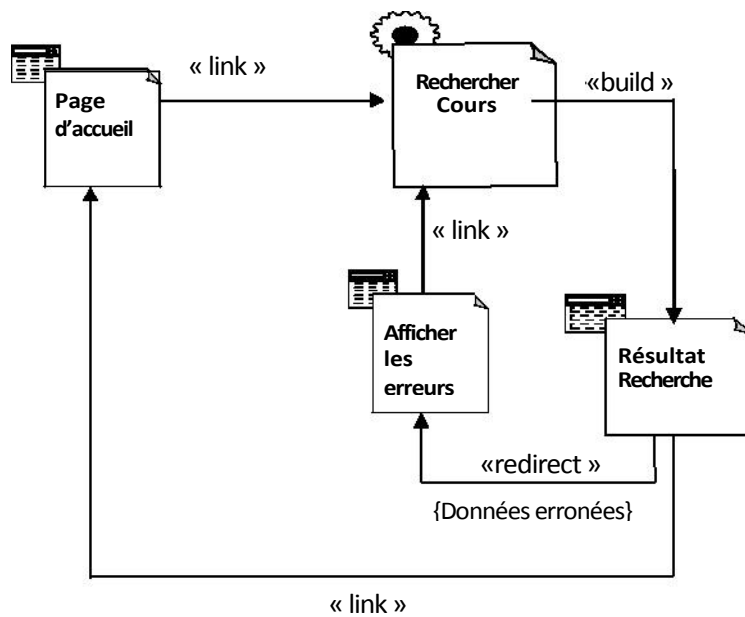 « link »
Page
d'accueil
Rechercher
Cours
«build »
« link »
Afficher
les
erreurs
Résultat
Recherche
«redirect »
{Données erronées}
« link »